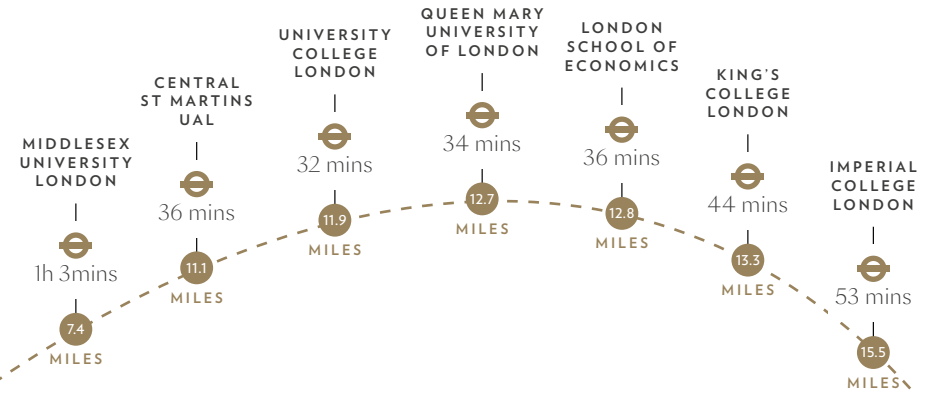 MIDDLESEX
UNIVERSITY
LONDON
1h 3mins
7.4
MILES
CENTRAL
ST MARTINS
UAL
36 mins
11.1
MILES
UNIVERSITY
COLLEGE
LONDON
32 mins
11.9
MILES
QUEEN MARY
UNIVERSITY
OF LONDON
34 mins
12.7
MILES
LONDON
SCHOOL OF
ECONOMICS
36 mins
12.8
MILES
KING'S
COLLEGE
LONDON
44 mins
13.3
MILES
IMPERIAL
COLLEGE
LONDON
53 mins
15.5
MILES